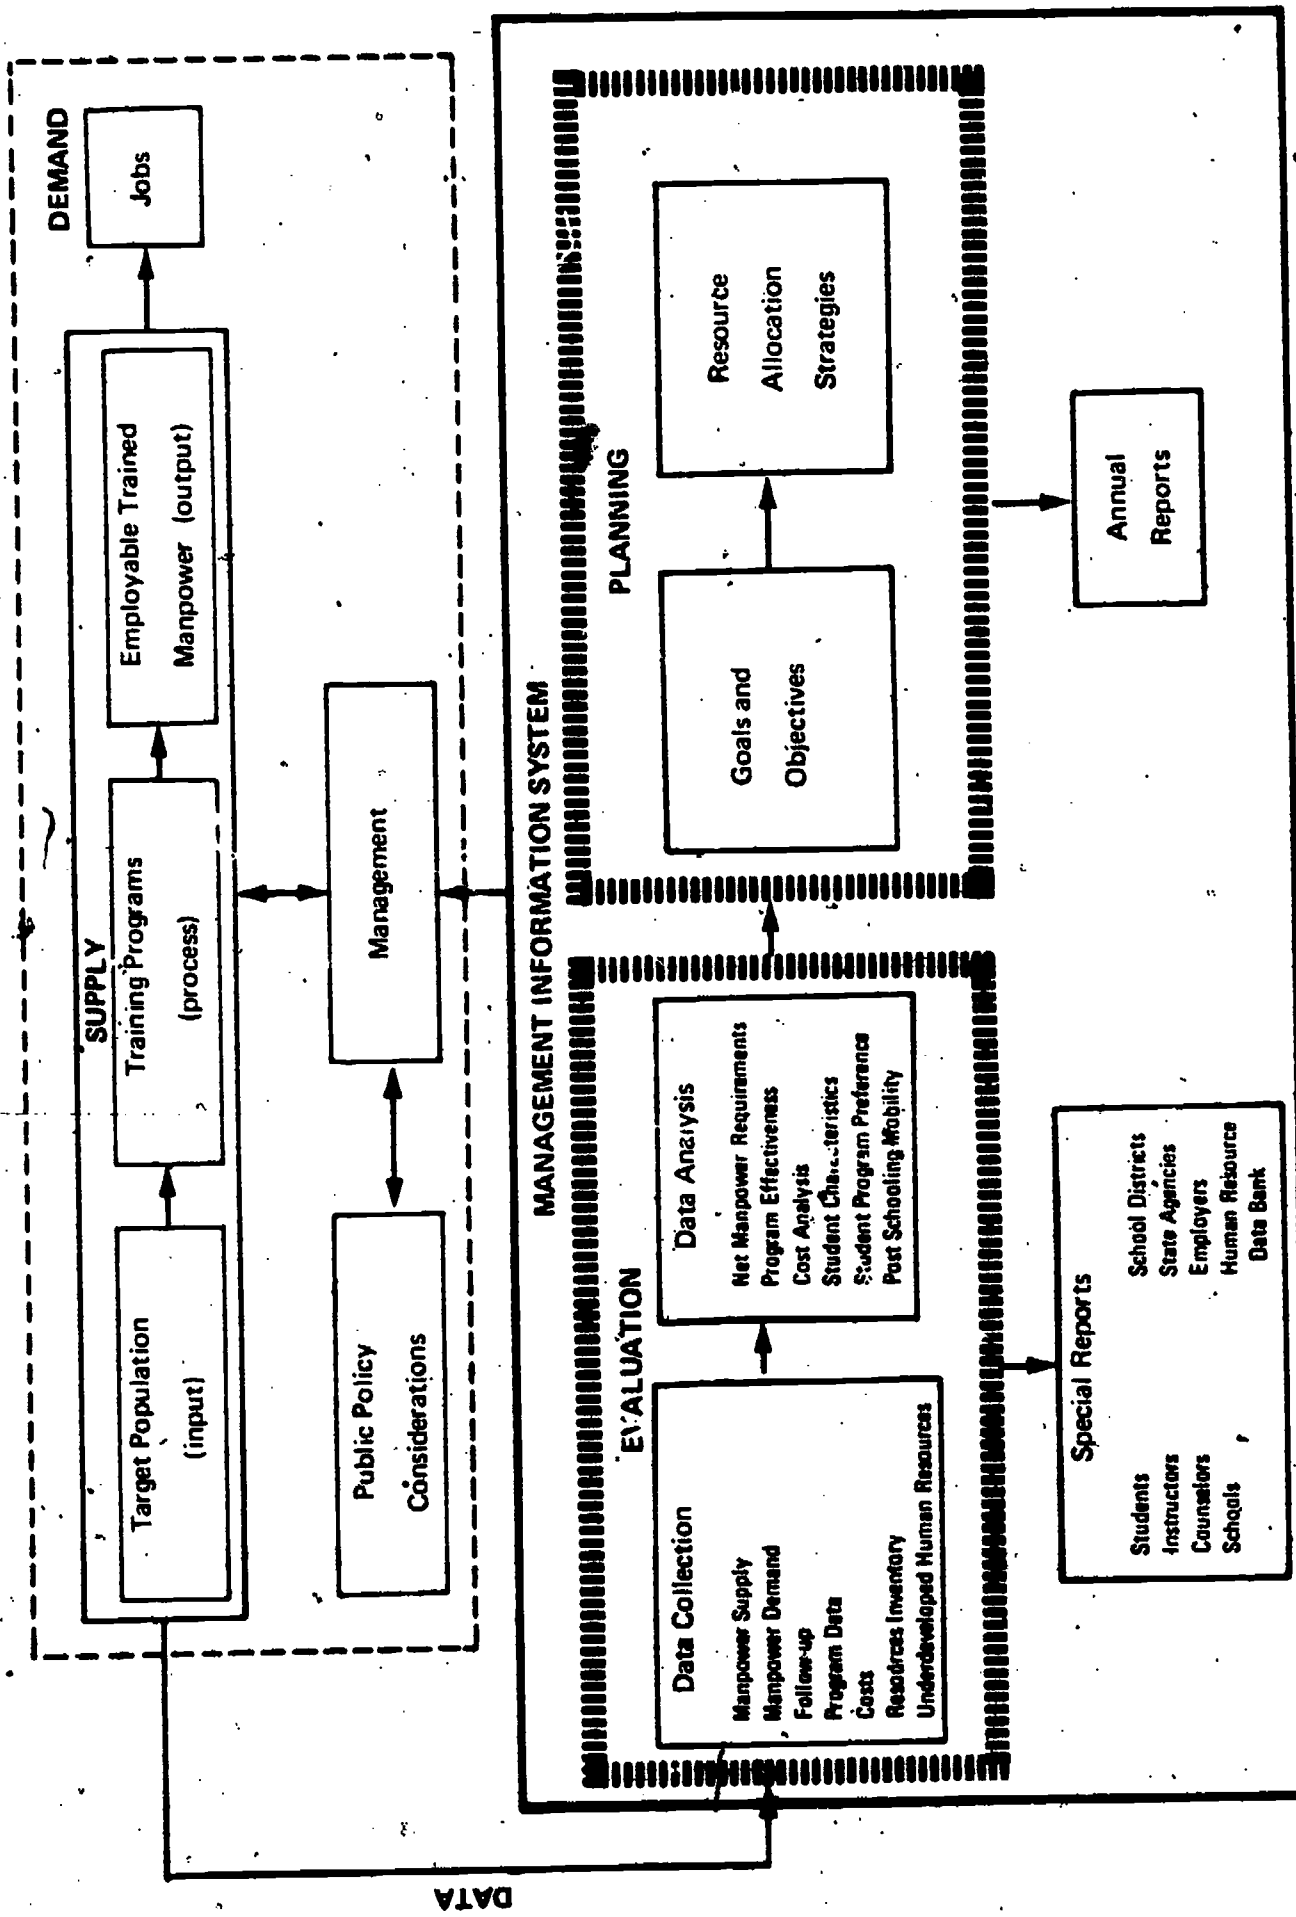 DEMAND
Jobs
SUPPLY
Target Population
(input)
Training Programs
(process)
Employable Trained
Manpower (output)
Public Policy
Considerations
Management
DATA
MANAGEMENT INFORMATION SYSTEM
EVALUATION
Data Collection
Manpower Supply
Manpower Demand
Follow-up
Program Data
Costs
Resources Inventory
Underdeveloped Human Resources
Data Analysis
Net Manpower Requirements
Program Effectiveness
Cost Analysis
Student Characteristics
Student Program Preference
Post Schooling Mobility
PLANNING
Goals and
Objectives
Resource
Allocation
Strategies
Special Reports
Students
Instructors
Counselors
Schools
School Districts
State Agencies
Employers
Human Resource
Data Bank
Annual
Reports